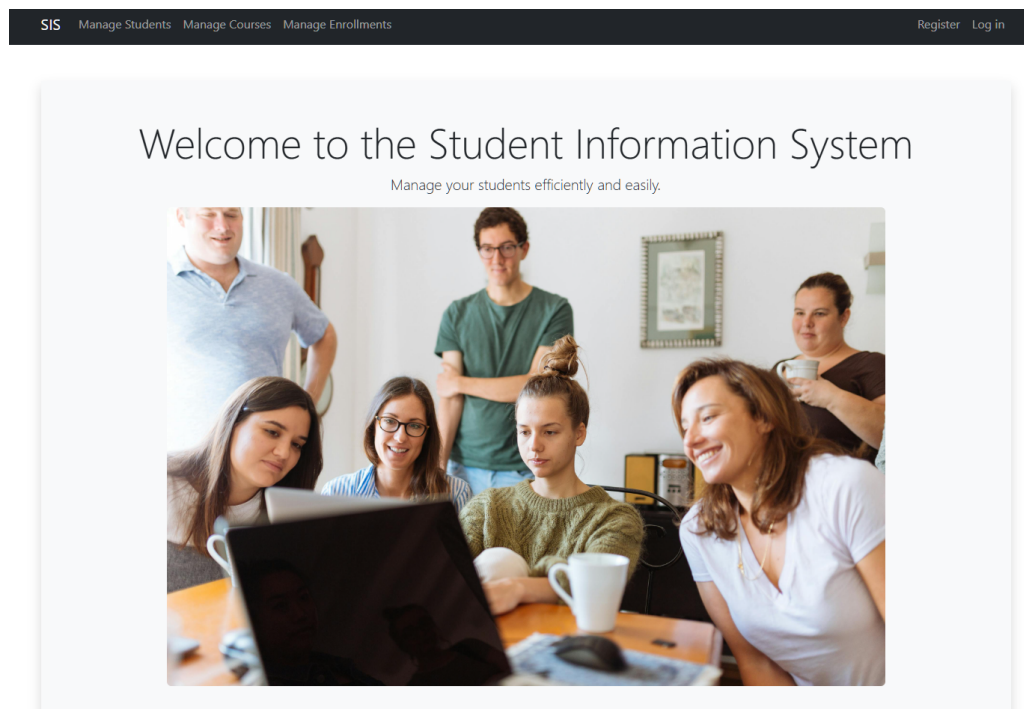 SIS Manage Students Manage Courses Manage Enrollments Register Log in
Welcome to the Student Information System
Manage your students efficiently and easily.